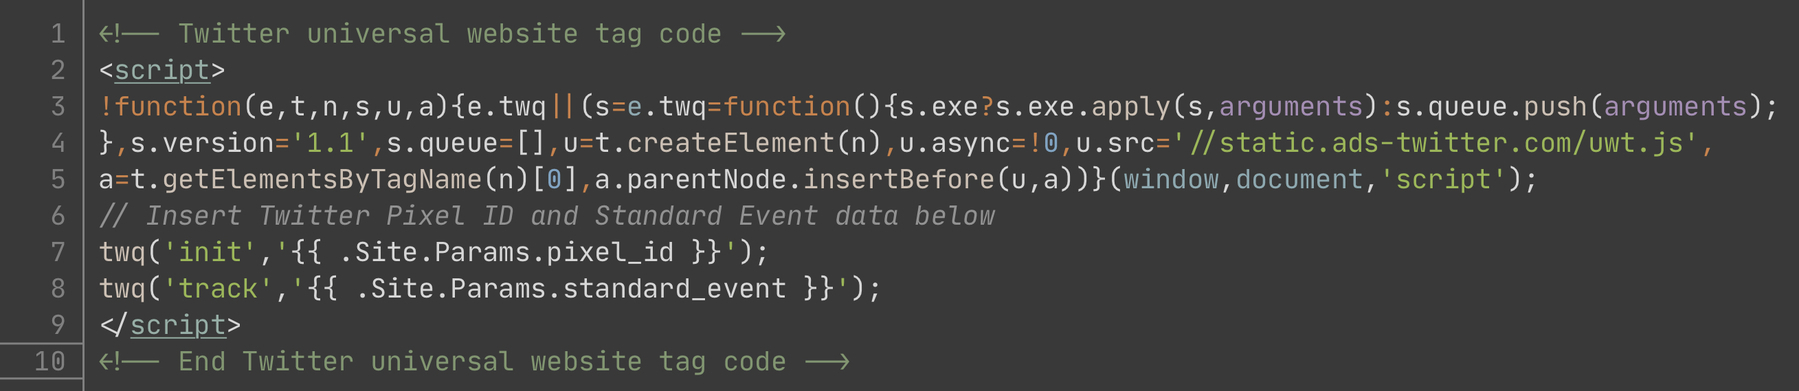 1 <!-- Twitter universal website tag code -->
2 <script>
3 !function(e,t,n,s,u,a){e.twq||(s=e.twq=function(){s.exe?s.exe.apply(s,arguments):s.queue.push(arguments);
4 },s.version='1.1',s.queue=[],u=t.createElement(n),u.async=!0,u.src='//static.ads-twitter.com/uwt.js',
5 a=t.getElementsByTagName(n)[0],a.parentNode.insertBefore(u,a))}(window,document,'script');
6 // Insert Twitter Pixel ID and Standard Event data below
7 twq('init','{{ .Site.Params.pixel_id }}');
8 twq('track','{{ .Site.Params.standard_event }}');
9 </script>
10 <!-- End Twitter universal website tag code -->